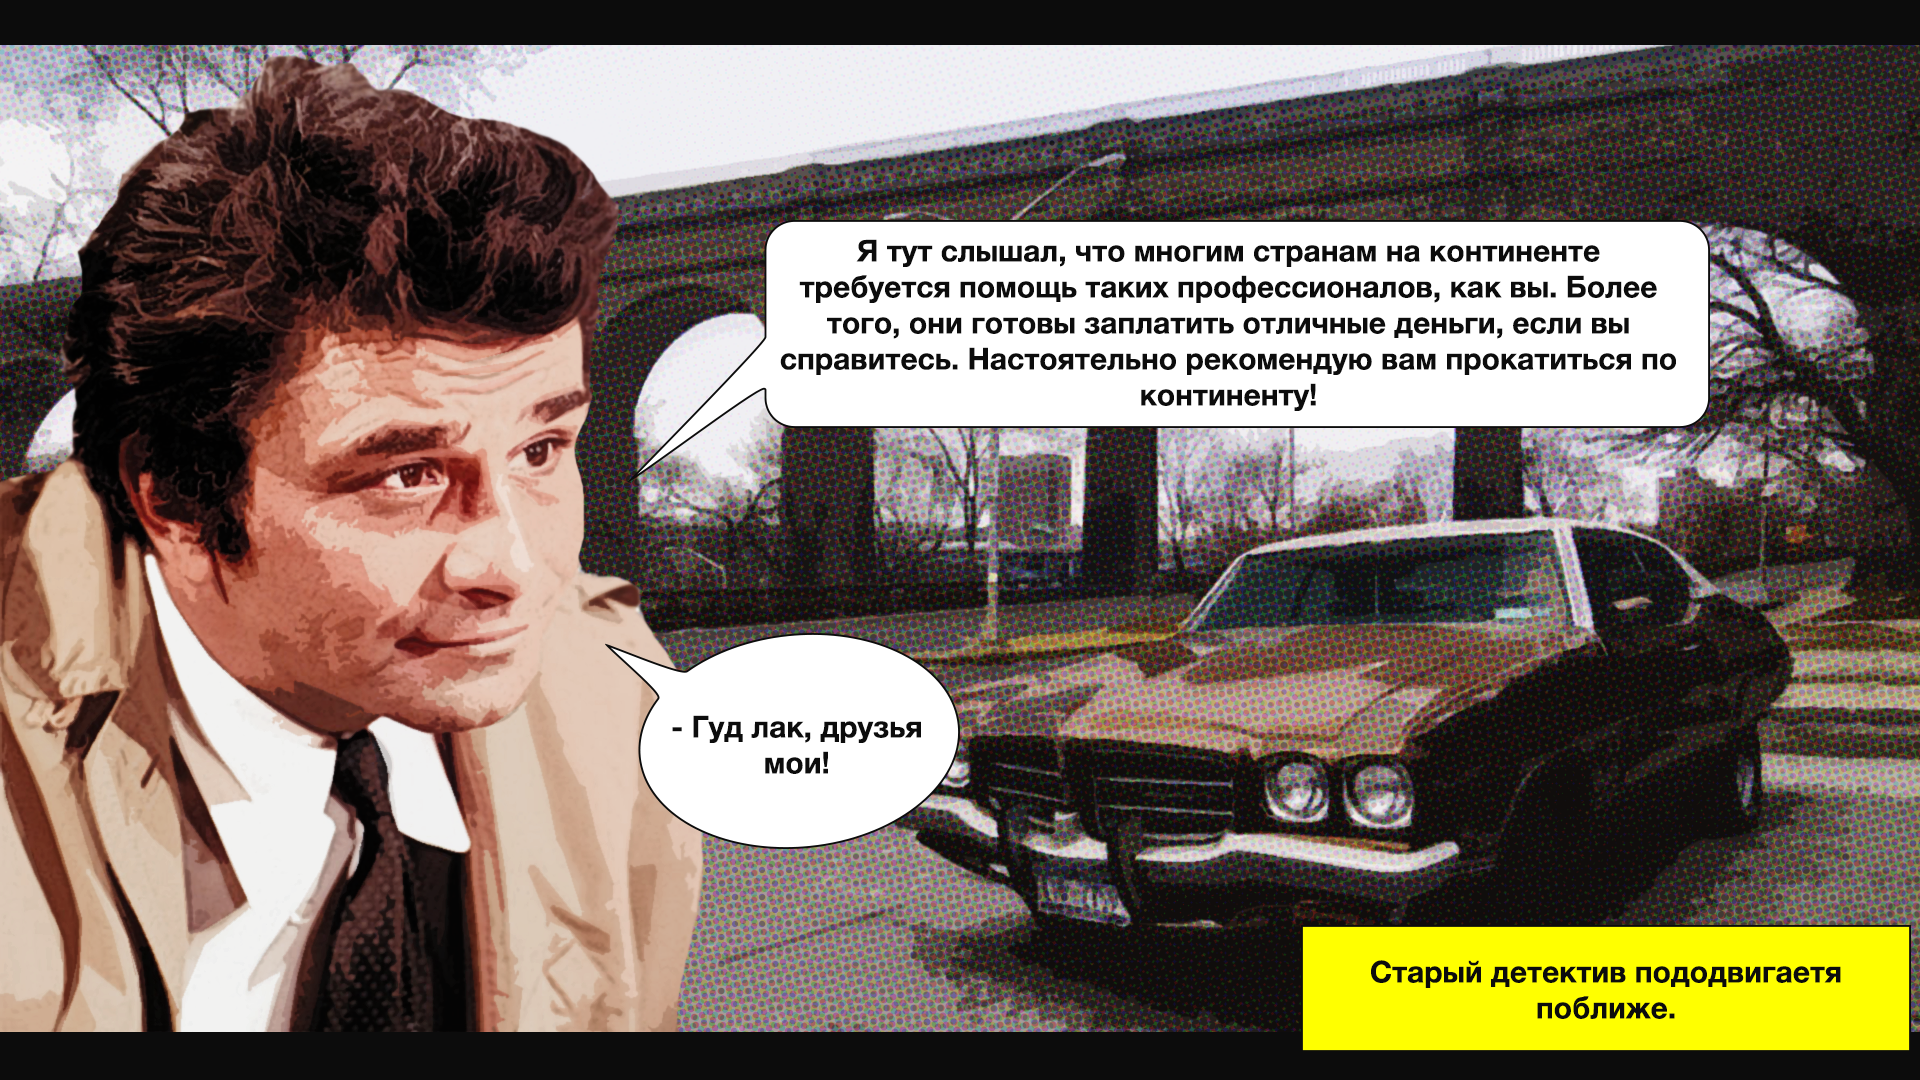 Я тут слышал, что многим странам на континенте
требуется помощь таких профессионалов, как вы. Более
того, они готовы заплатить отличные деньги, если вы
справитесь. Настоятельно рекомендую вам прокатиться по
континенту!
- Гуд лак, друзья
мои!
Старый детектив пододвигаетя
поближе.